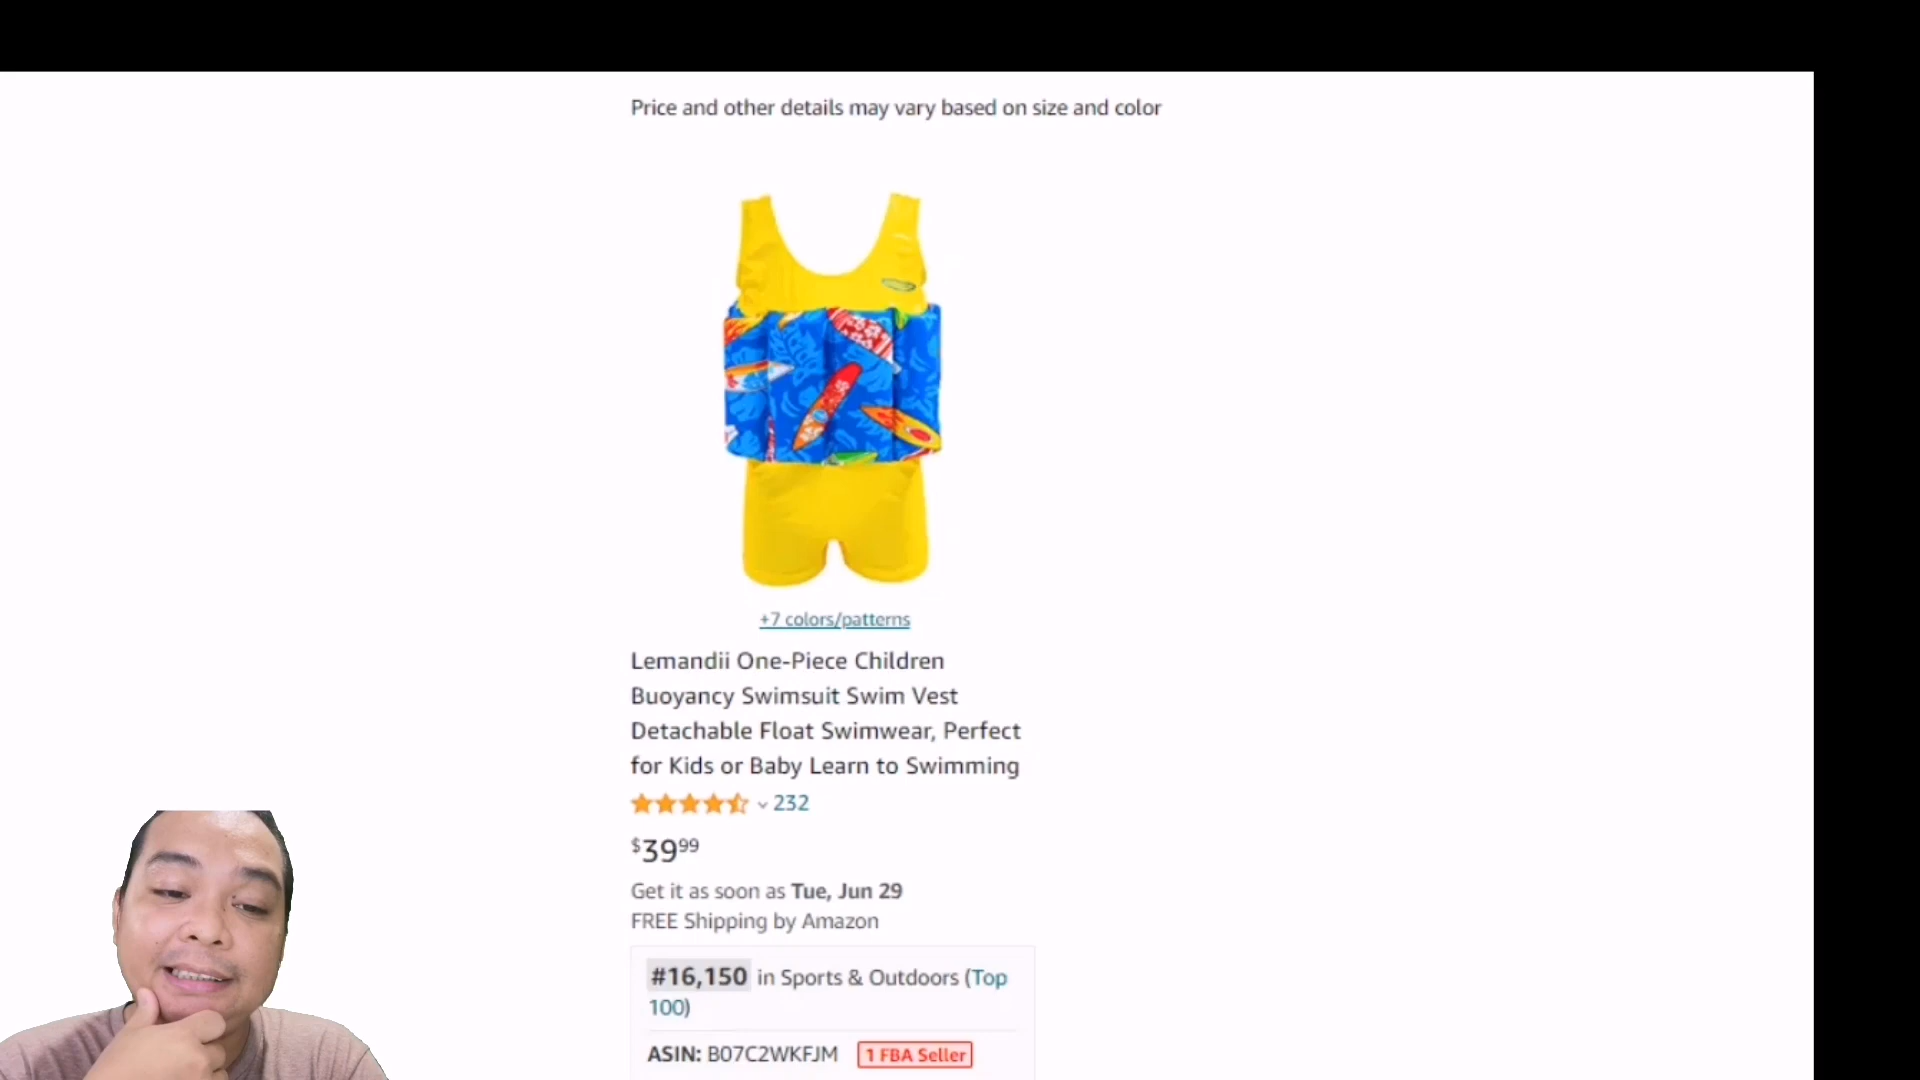 Price and other details may vary based on size and color
+7 colors/patterns
Lemandii One-Piece Children
Buoyancy Swimsuit Swim Vest
Detachable Float Swimwear, Perfect
for Kids or Baby Learn to Swimming
232
$3999
Get it as soon as Tue, Jun 29
FREE Shipping by Amazon
#16,150 in Sports & Outdoors (Top
100)
ASIN: B07C2WKFJM 1 FBA Seller